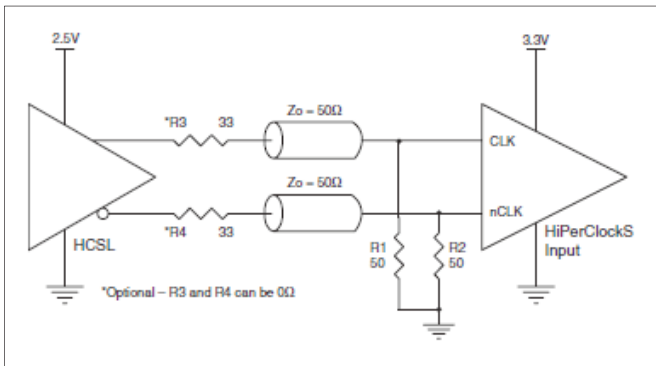 2.5V
3.3V
*R3 33
Zo = 50Ω
CLK
Zo = 50Ω
*R4 33
nCLK
HCSL
R1
50
R2
50
HiPerClockS
Input
*Optional – R3 and R4 can be 0Ω